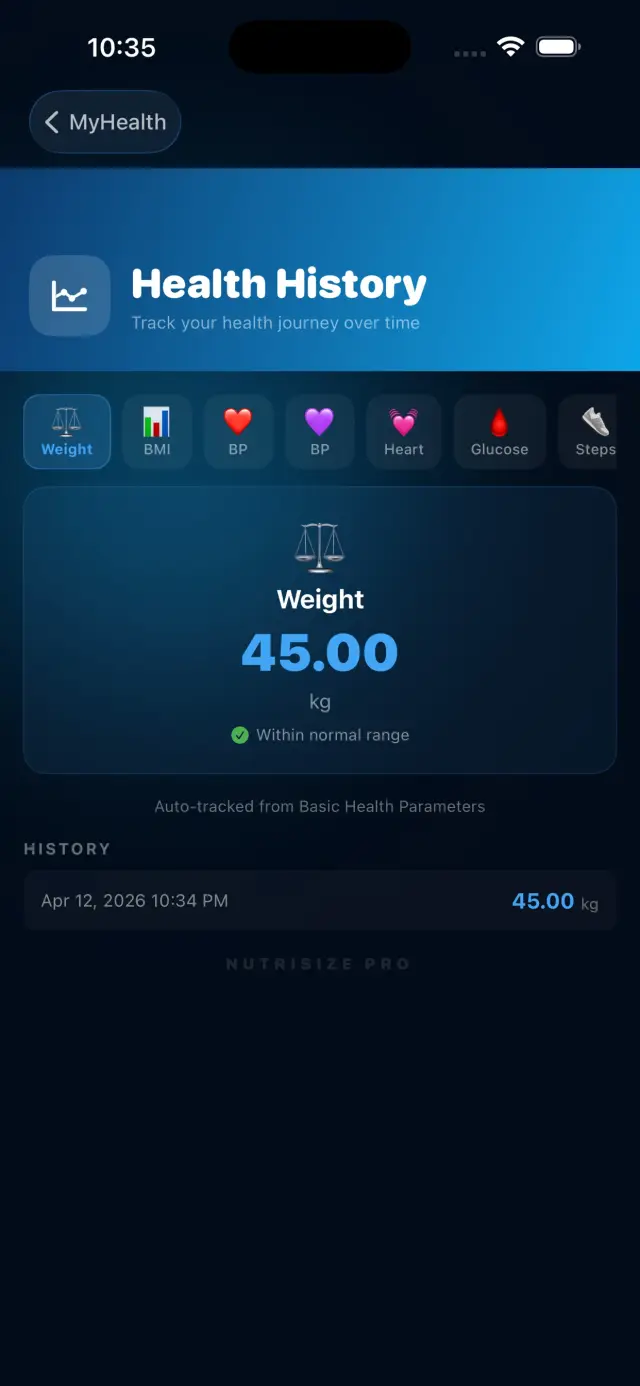 10:35
MyHealth
Health History
Track your health journey over time
Weight
BMI
BP
BP
Heart
Glucose
Steps
Weight
45.00
kg
Within normal range
Auto-tracked from Basic Health Parameters
HISTORY
Apr 12, 2026 10:34 PM 45.00 kg
NUTRISIZE PRO